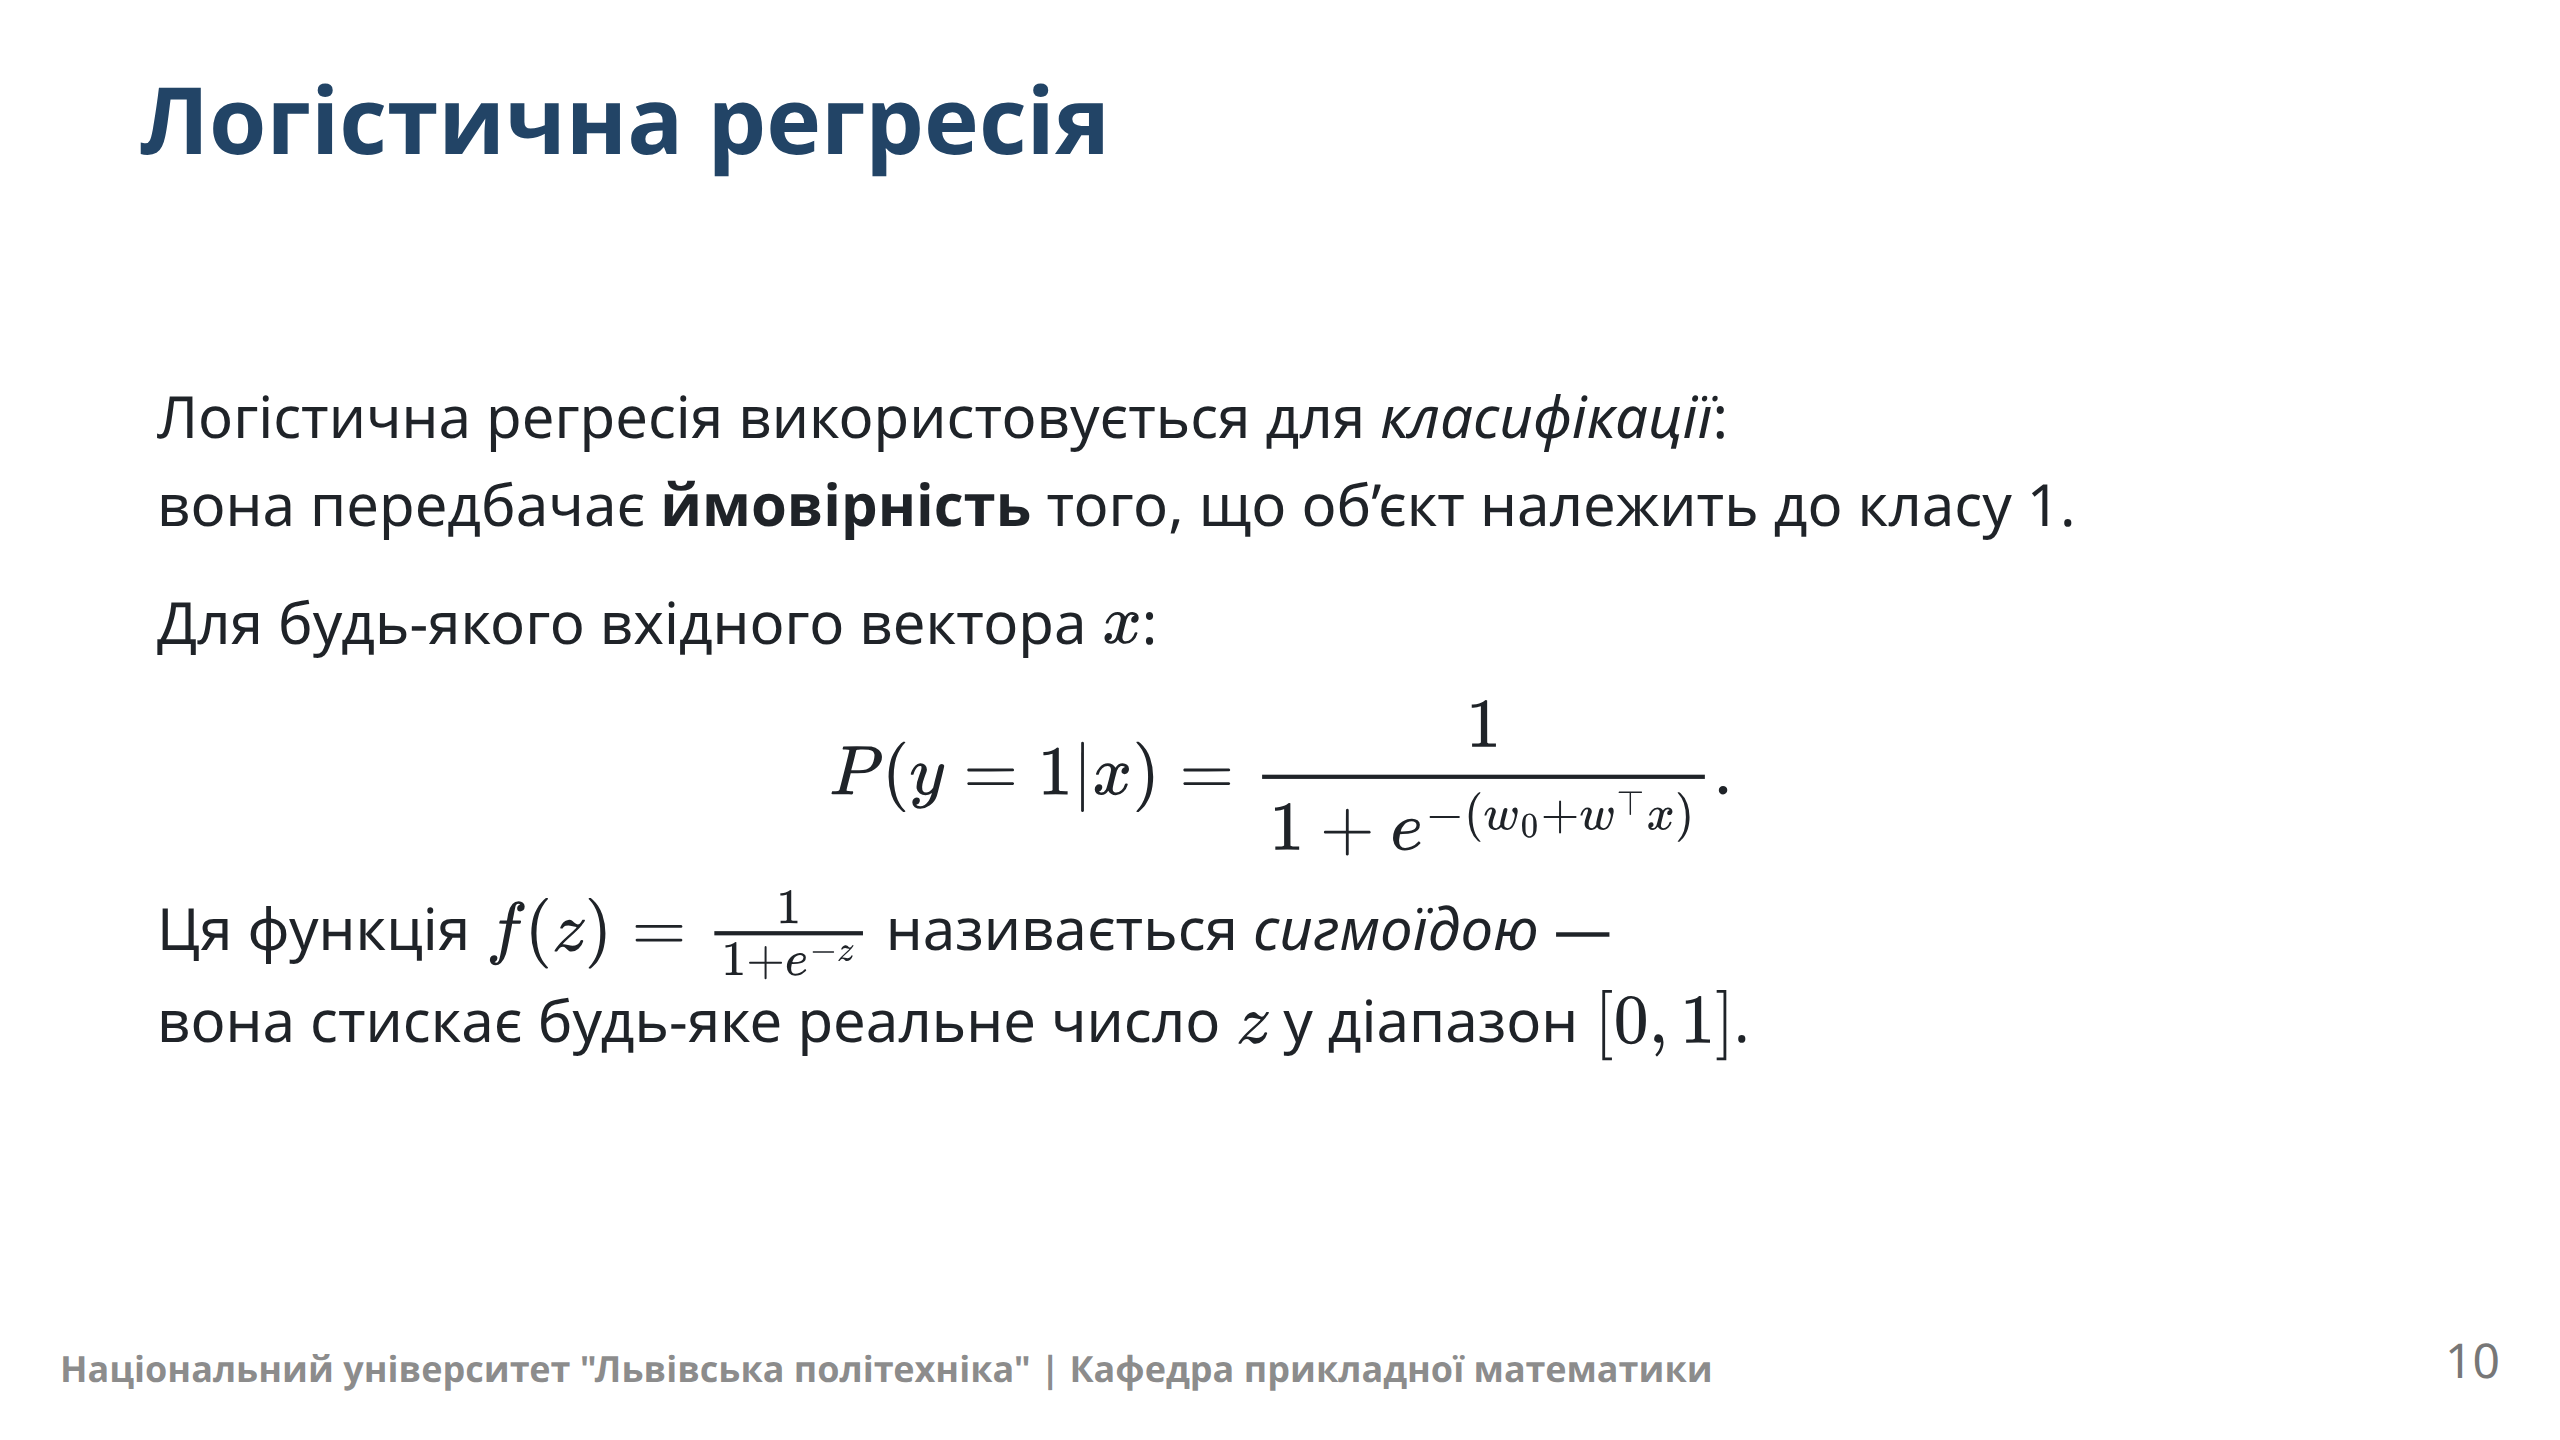 Логістична регресія
Логістична регресія використовується для класифікації:
вона передбачає ймовірність того, що об’єкт належить до класу 1.
Для будь-якого вхідного вектора x:
P(y = 1|x) = \frac{1}{1 + e^{-(w_0+w^⊤x)}}.
Ця функція f(z) = \frac{1}{1+e^{-z}} називається сигмоїдою —
вона стискає будь-яке реальне число z у діапазон [0, 1].
Національний університет "Львівська політехніка" | Кафедра прикладної математики
10